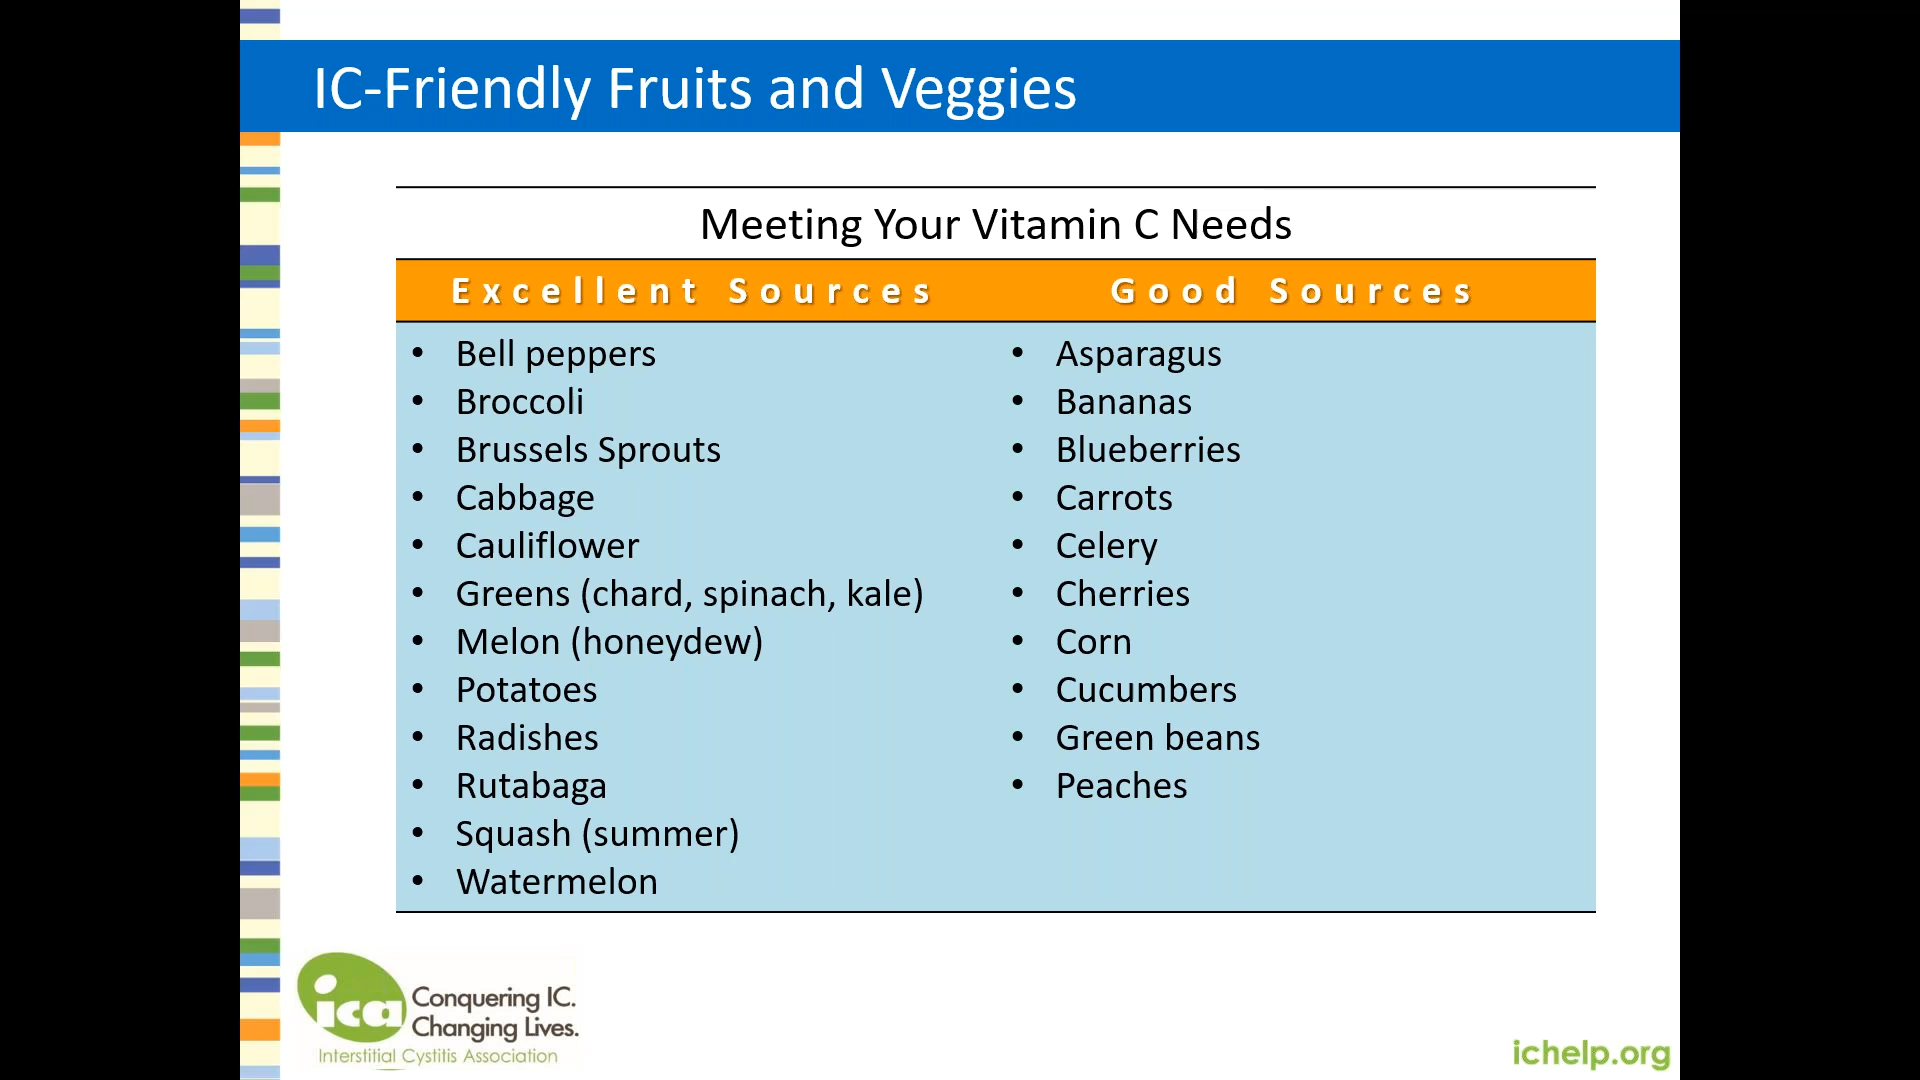 IC-Friendly Fruits and Veggies
Meeting Your Vitamin C Needs
Excellent Sources
Good Sources
• Bell peppers
• Broccoli
• Brussels Sprouts
• Cabbage
• Cauliflower
• Greens (chard, spinach, kale)
• Melon (honeydew)
• Potatoes
• Radishes
• Rutabaga
• Squash (summer)
• Watermelon
• Asparagus
• Bananas
• Blueberries
• Carrots
• Celery
• Cherries
• Corn
• Cucumbers
• Green beans
• Peaches
ica
Conquering IC.
Changing Lives.
Interstitial Cystitis Association
ichelp.org